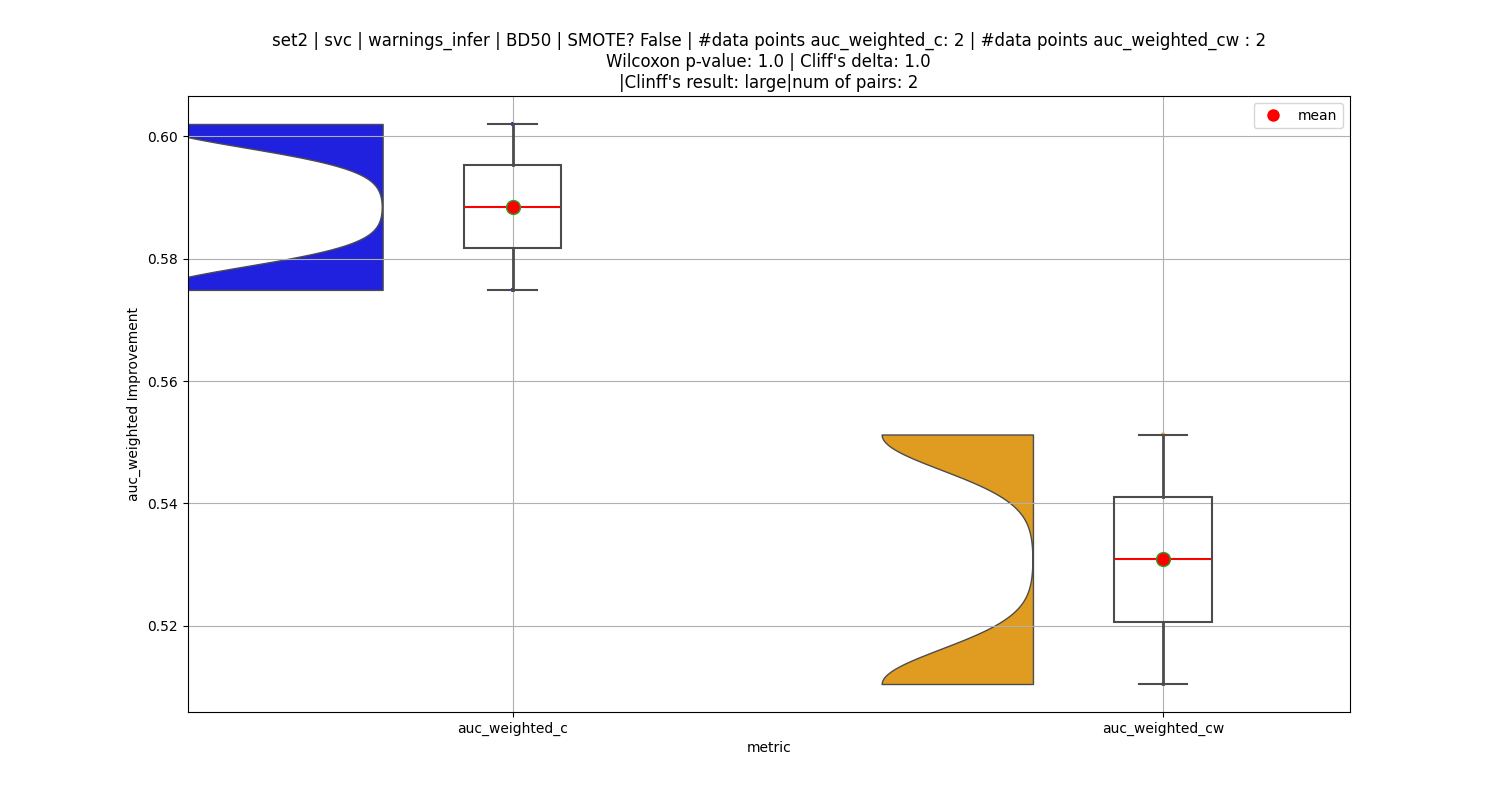 set2 | svc | warnings_infer | BD50 | SMOTE? False | #data points auc_weighted_c: 2 | #data points auc_weighted_cw : 2
Wilcoxon p-value: 1.0 | Cliff's delta: 1.0
|Clinff's result: large|num of pairs: 2
mean
0.60
0.58
0.56
0.54
0.52
auc_weighted Improvement
auc_weighted_c
auc_weighted_cw
metric